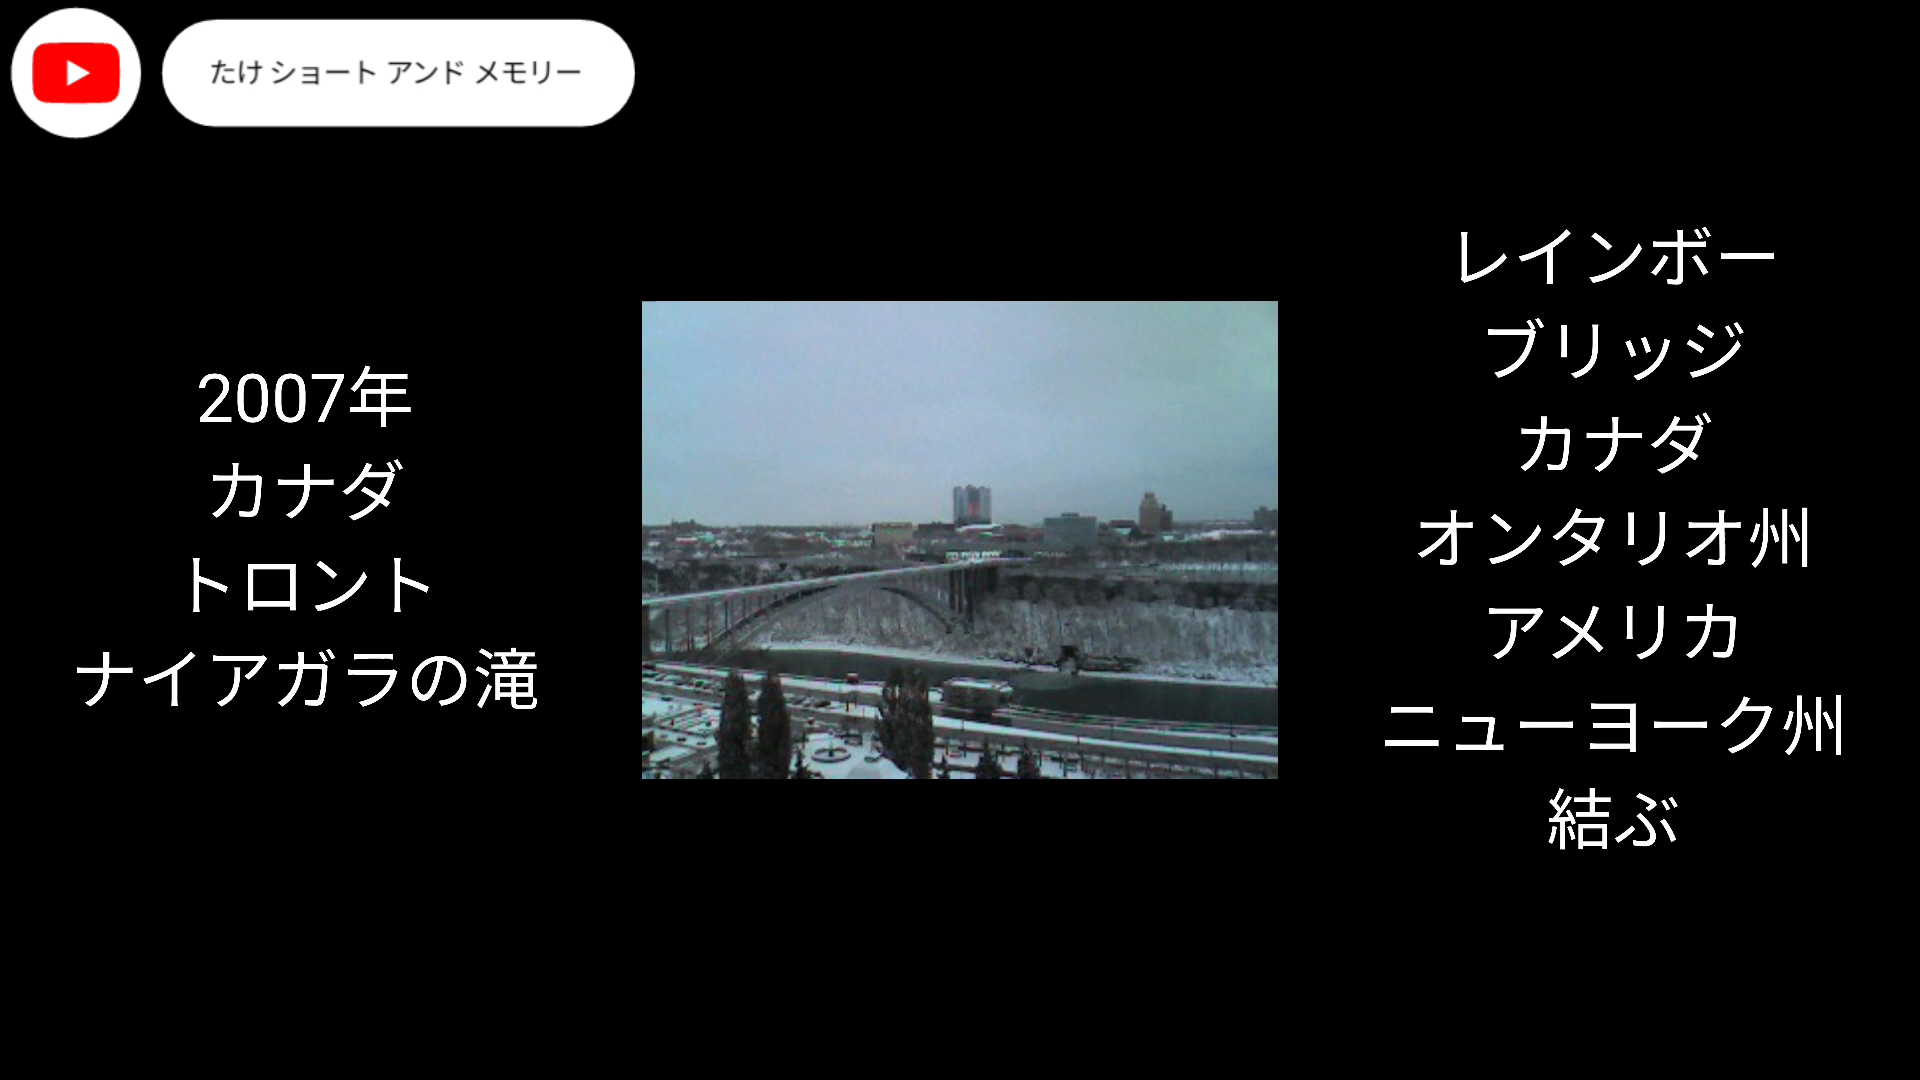 たけ ショート アンド メモリー
2007年
カナダ
トロント
ナイアガラの滝
レインボー
ブリッジ
カナダ
オンタリオ州
アメリカ
ニューヨーク州
結ぶ